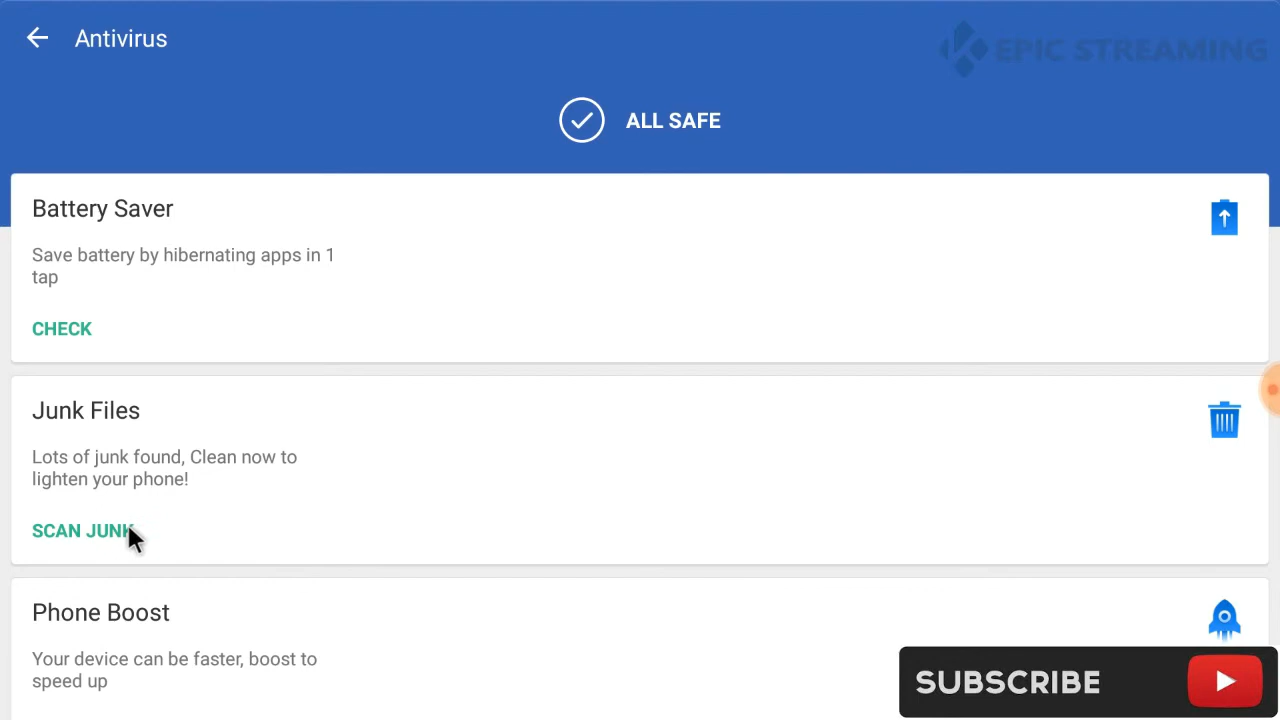 Antivirus
EPIC STREAMING
ALL SAFE
Battery Saver
Save battery by hibernating apps in 1
tap
CHECK
Junk Files
Lots of junk found, Clean now to
lighten your phone!
SCAN JUNK
Phone Boost
Your device can be faster, boost to
speed up
SUBSCRIBE